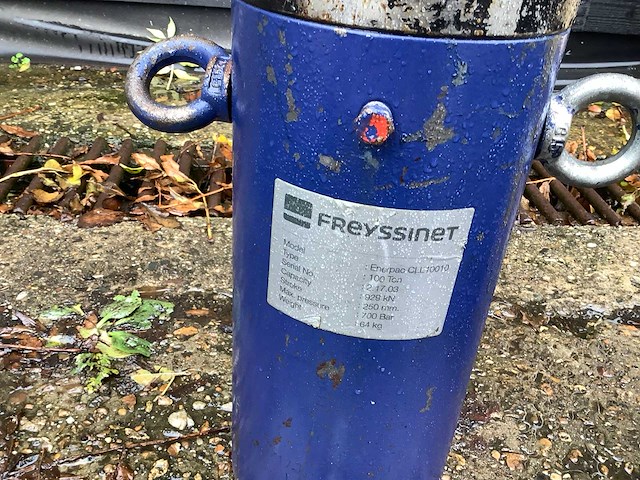 FREYSSINET
Model : Enerpac CLL10010
Type : 100 Ton
Serial No. : 2.17.03
Capacity : 929 kN
Stroke : 250 mm.
Max. pressure : 700 Bar
Weight : 64 kg